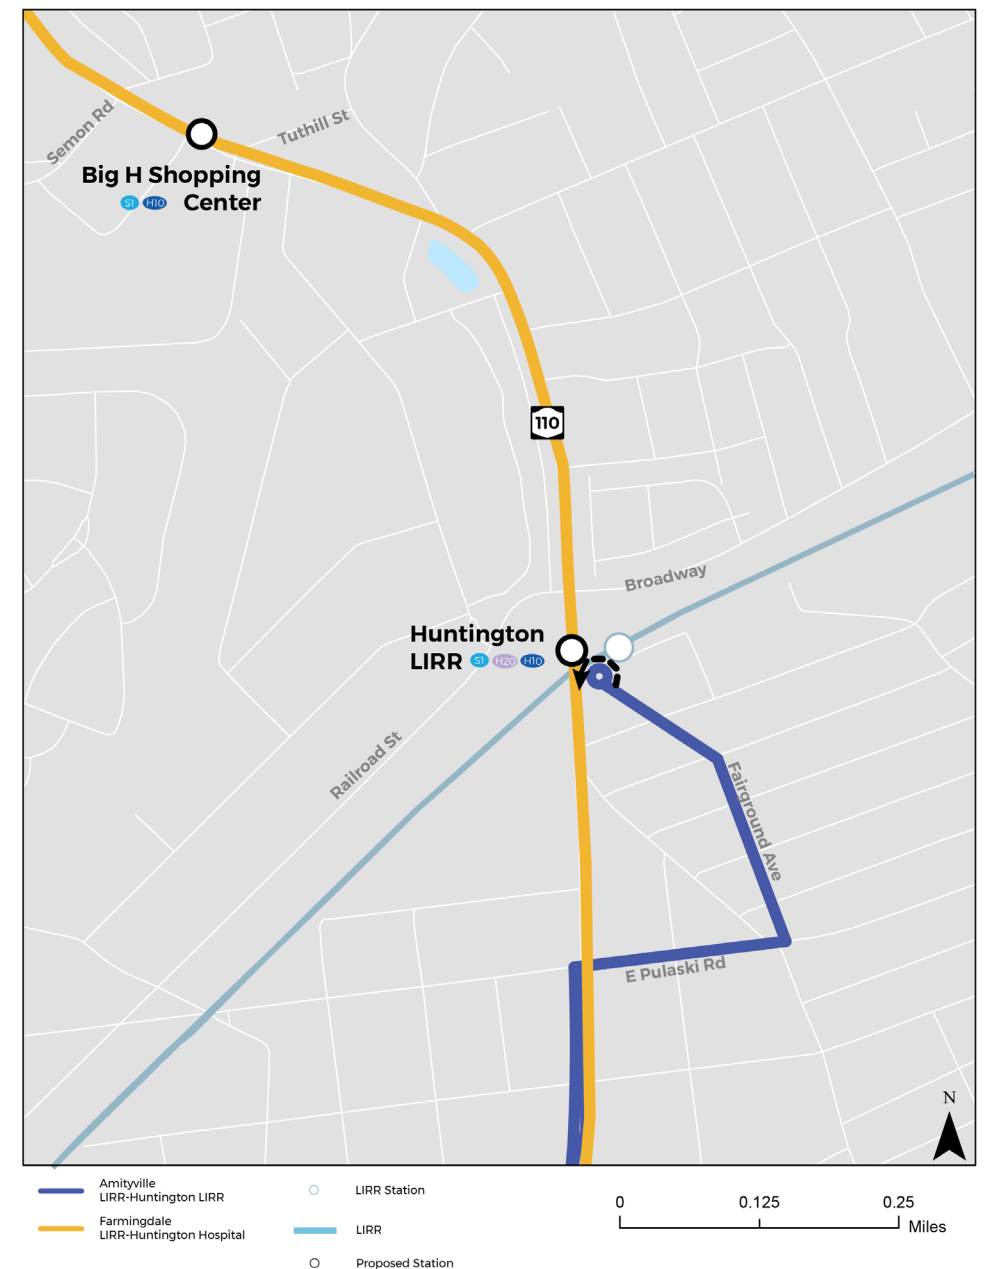 Semon Rd
Tuthill St
Big H Shopping
S1 H10 Center
110
Broadway
Huntington
LIRR S1 H20 H10
Railroad St
Fairground Ave
E Pulaski Rd
N
Amityville
LIRR-Huntington LIRR
Farmingdale
LIRR-Huntington Hospital
LIRR Station
LIRR
Proposed Station
0 0.125 0.25
Miles